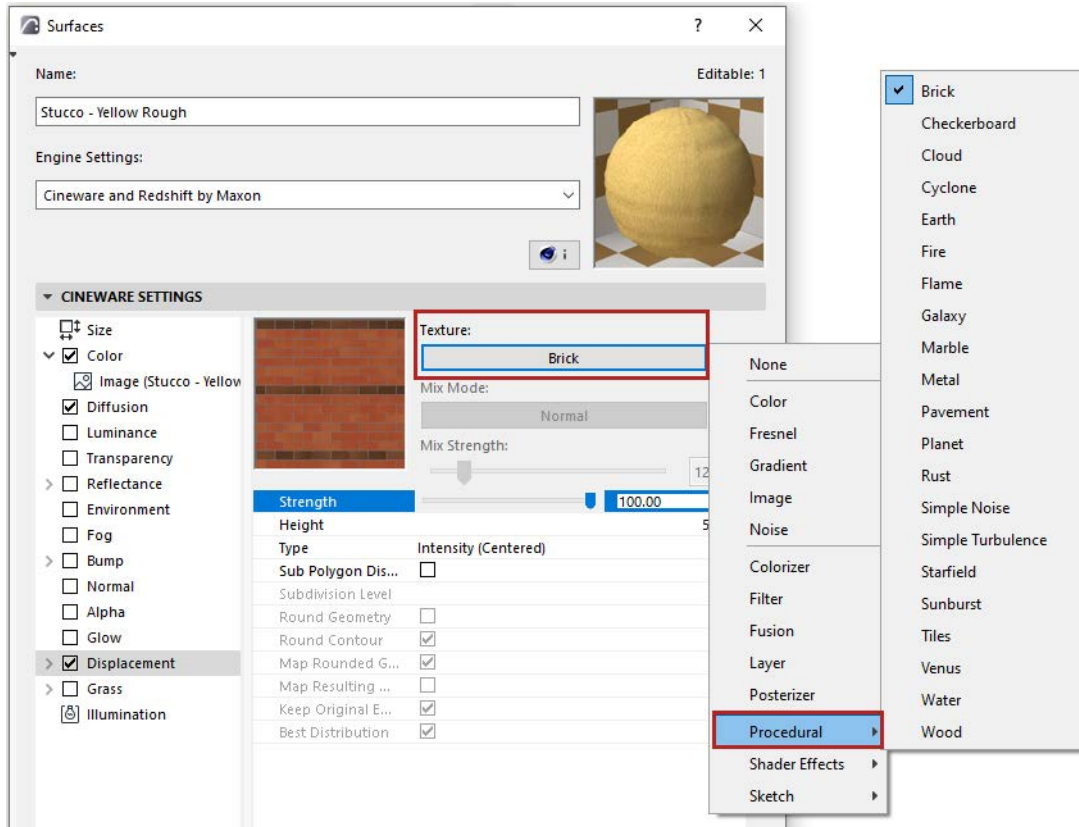 Surfaces
?
Name:
Editable: 1
Stucco - Yellow Rough
Engine Settings:
Cineware and Redshift by Maxon
i
CINEWARE SETTINGS
Size
Color
Image (Stucco - Yellow
Diffusion
Luminance
Transparency
Reflectance
Environment
Fog
Bump
Normal
Alpha
Glow
Displacement
Grass
Illumination
Texture:
Brick
Mix Mode:
Normal
Mix Strength:
12
Strength 100.00
Height 5
Type Intensity (Centered)
Sub Polygon Dis...
Subdivision Level
Round Geometry
Round Contour
Map Rounded G...
Map Resulting ...
Keep Original E...
Best Distribution
None
Color
Fresnel
Gradient
Image
Noise
Colorizer
Filter
Fusion
Layer
Posterizer
Procedural
Shader Effects
Sketch
Brick
Checkerboard
Cloud
Cyclone
Earth
Fire
Flame
Galaxy
Marble
Metal
Pavement
Planet
Rust
Simple Noise
Simple Turbulence
Starfield
Sunburst
Tiles
Venus
Water
Wood